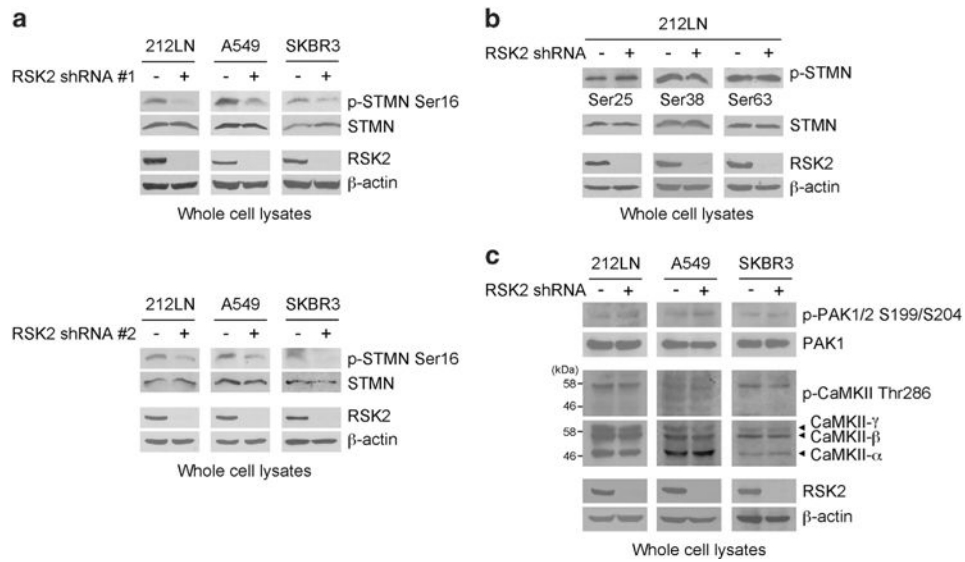 a
212LN A549 SKBR3
RSK2 shRNA #1 - + - + - +
p-STMN Ser16
STMN
RSK2
β-actin
Whole cell lysates
212LN A549 SKBR3
RSK2 shRNA #2 - + - + - +
p-STMN Ser16
STMN
RSK2
β-actin
Whole cell lysates
b
212LN
RSK2 shRNA - + - + - +
p-STMN
Ser25 Ser38 Ser63
STMN
RSK2
β-actin
Whole cell lysates
c
212LN A549 SKBR3
RSK2 shRNA - + - + - +
p-PAK1/2 S199/S204
PAK1
(kDa)
58
p-CaMKII Thr286
46
CaMKII-γ
58
CaMKII-β
46
CaMKII-α
RSK2
β-actin
Whole cell lysates